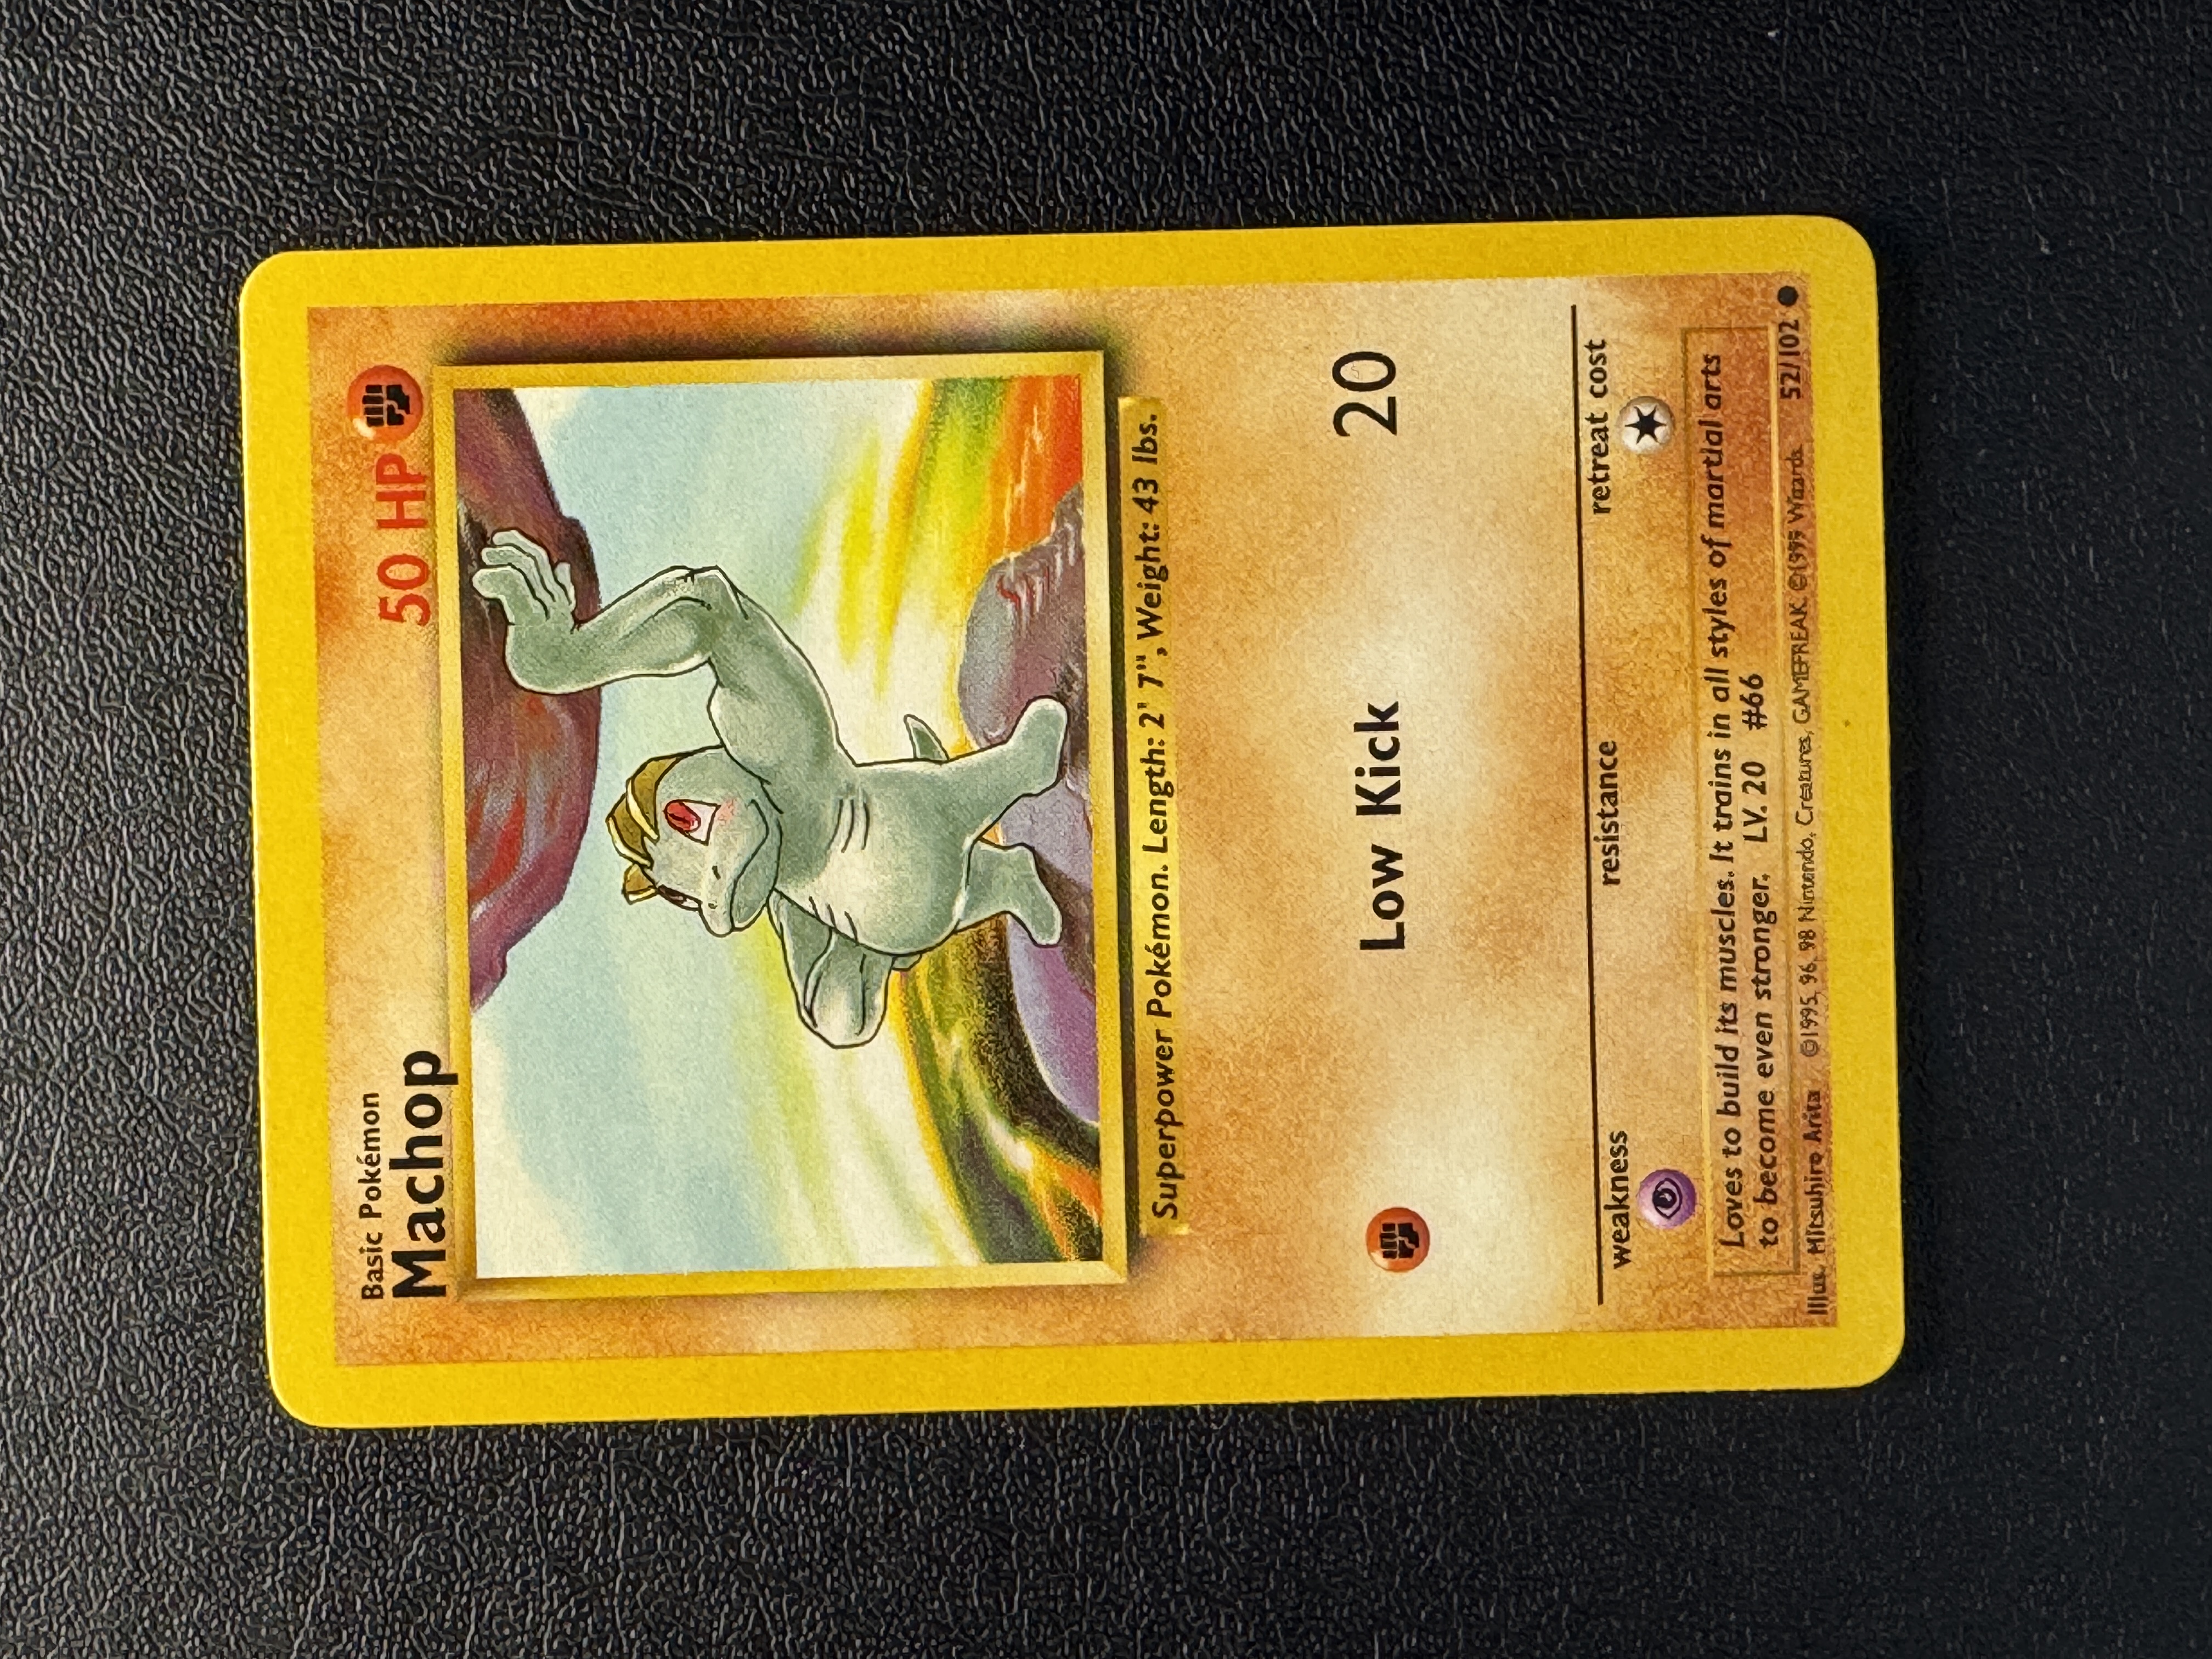 Basic Pokémon
Machop 50 HP
Superpower Pokémon. Length: 2' 7", Weight: 43 lbs.
Low Kick 20
weakness resistance retreat cost
Loves to build its muscles. It trains in all styles of martial arts
to become even stronger. LV. 20 #66
Illus. Mitsuhiro Arita ©1995, 96, 98 Nintendo, Creatures, GAMEFREAK. ©1999 Wizards. 52/102